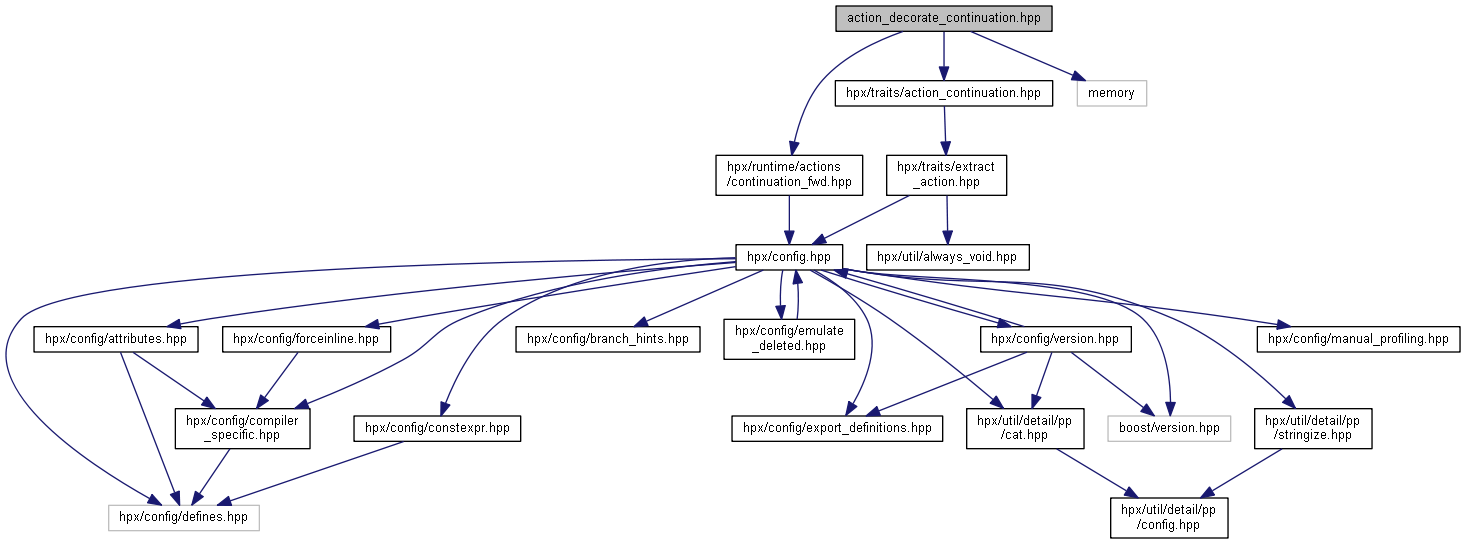 action_decorate_continuation.hpp
hpx/traits/action_continuation.hpp
memory
hpx/runtime/actions
/continuation_fwd.hpp
hpx/traits/extract
_action.hpp
hpx/config.hpp
hpx/util/always_void.hpp
hpx/config/attributes.hpp
hpx/config/forceinline.hpp
hpx/config/branch_hints.hpp
hpx/config/emulate
_deleted.hpp
hpx/config/version.hpp
hpx/config/manual_profiling.hpp
hpx/config/compiler
_specific.hpp
hpx/config/constexpr.hpp
hpx/config/export_definitions.hpp
hpx/util/detail/pp
/cat.hpp
boost/version.hpp
hpx/util/detail/pp
/stringize.hpp
hpx/config/defines.hpp
hpx/util/detail/pp
/config.hpp